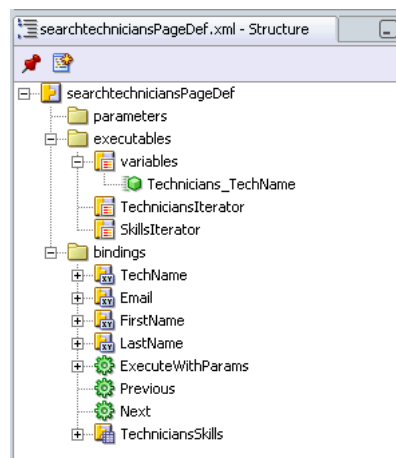 searchtechniciansPageDef.xml - Structure
searchtechniciansPageDef
parameters
executables
variables
Technicians_TechName
TechniciansIterator
SkillsIterator
bindings
TechName
Email
FirstName
LastName
ExecuteWithParams
Previous
Next
TechniciansSkills